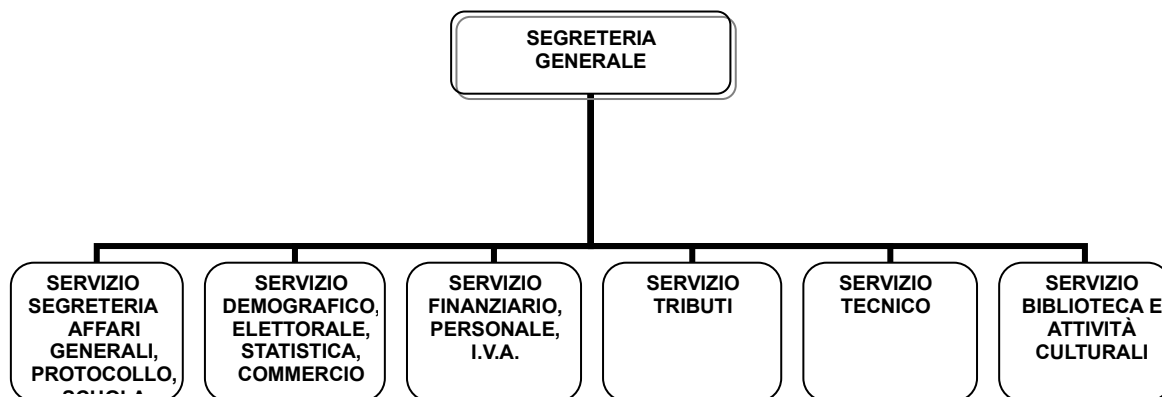 SEGRETERIA
GENERALE
SERVIZIO
SEGRETERIA
AFFARI
GENERALI,
PROTOCOLLO,
SCUOLA
SERVIZIO
DEMOGRAFICO,
ELETTORALE,
STATISTICA,
COMMERCIO
SERVIZIO
FINANZIARIO,
PERSONALE,
I.V.A.
SERVIZIO
TRIBUTI
SERVIZIO
TECNICO
SERVIZIO
BIBLIOTECA E
ATTIVITÀ
CULTURALI